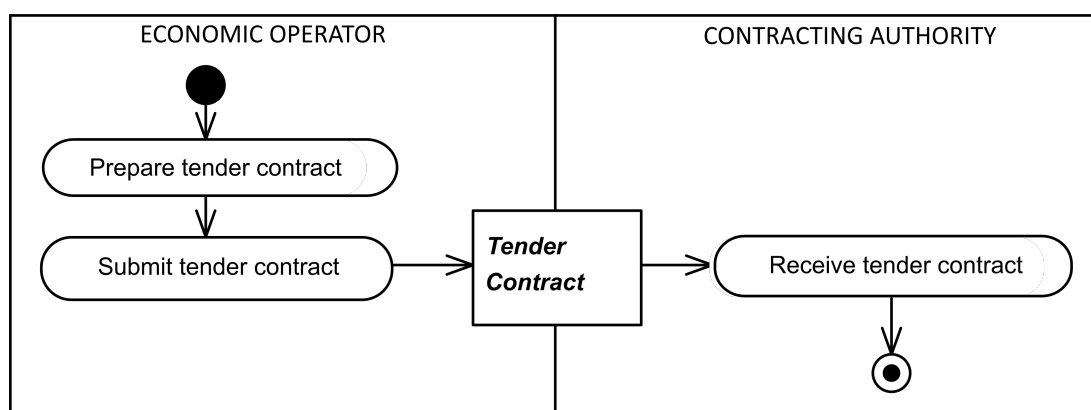 ECONOMIC OPERATOR
CONTRACTING AUTHORITY
Prepare tender contract
Submit tender contract
Tender
Contract
Receive tender contract